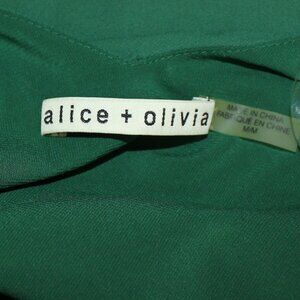 alice + olivia
MADE IN CHINA
FABRIQUÉ EN CHINE
M/M